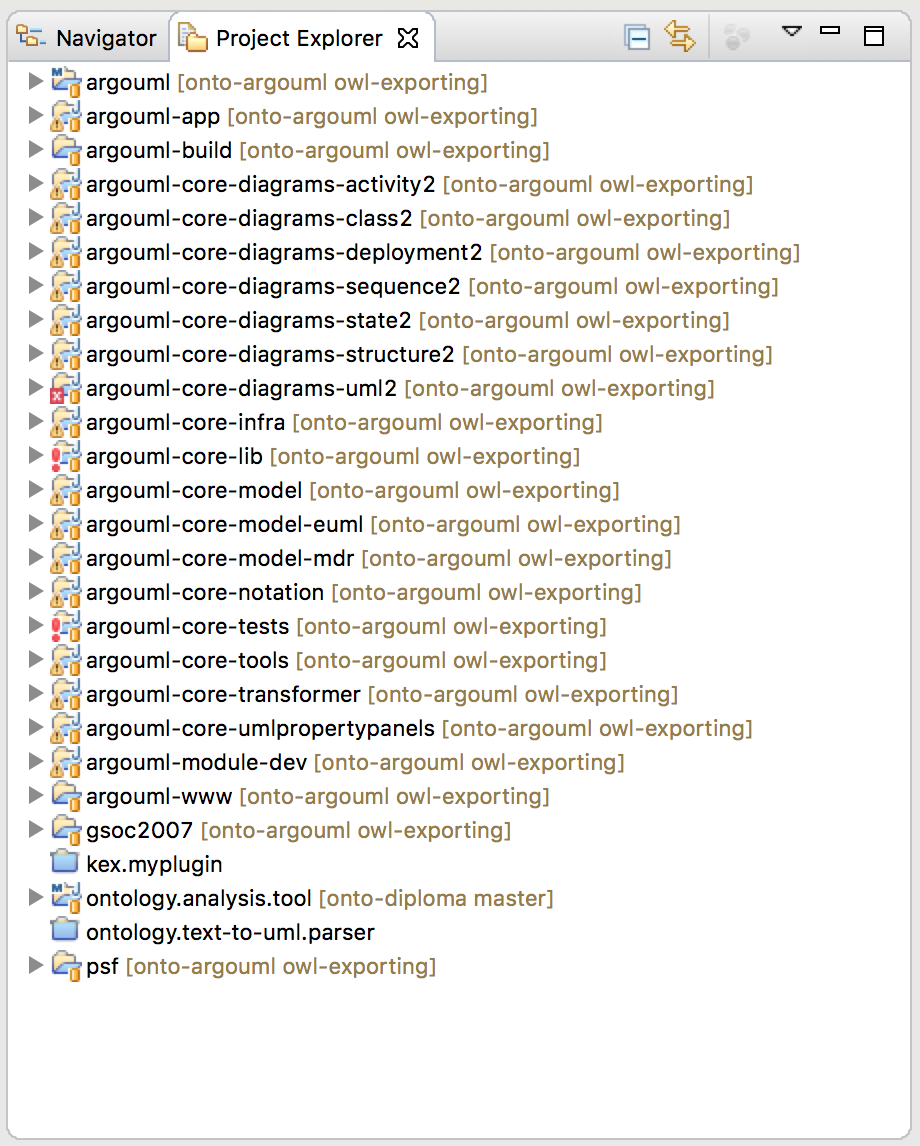 Navigator Project Explorer
argouml [onto-argouml owl-exporting]
argouml-app [onto-argouml owl-exporting]
argouml-build [onto-argouml owl-exporting]
argouml-core-diagrams-activity2 [onto-argouml owl-exporting]
argouml-core-diagrams-class2 [onto-argouml owl-exporting]
argouml-core-diagrams-deployment2 [onto-argouml owl-exporting]
argouml-core-diagrams-sequence2 [onto-argouml owl-exporting]
argouml-core-diagrams-state2 [onto-argouml owl-exporting]
argouml-core-diagrams-structure2 [onto-argouml owl-exporting]
argouml-core-diagrams-uml2 [onto-argouml owl-exporting]
argouml-core-infra [onto-argouml owl-exporting]
argouml-core-lib [onto-argouml owl-exporting]
argouml-core-model [onto-argouml owl-exporting]
argouml-core-model-euml [onto-argouml owl-exporting]
argouml-core-model-mdr [onto-argouml owl-exporting]
argouml-core-notation [onto-argouml owl-exporting]
argouml-core-tests [onto-argouml owl-exporting]
argouml-core-tools [onto-argouml owl-exporting]
argouml-core-transformer [onto-argouml owl-exporting]
argouml-core-umlpropertypanels [onto-argouml owl-exporting]
argouml-module-dev [onto-argouml owl-exporting]
argouml-www [onto-argouml owl-exporting]
gsoc2007 [onto-argouml owl-exporting]
kex.myplugin
ontology.analysis.tool [onto-diploma master]
ontology.text-to-uml.parser
psf [onto-argouml owl-exporting]